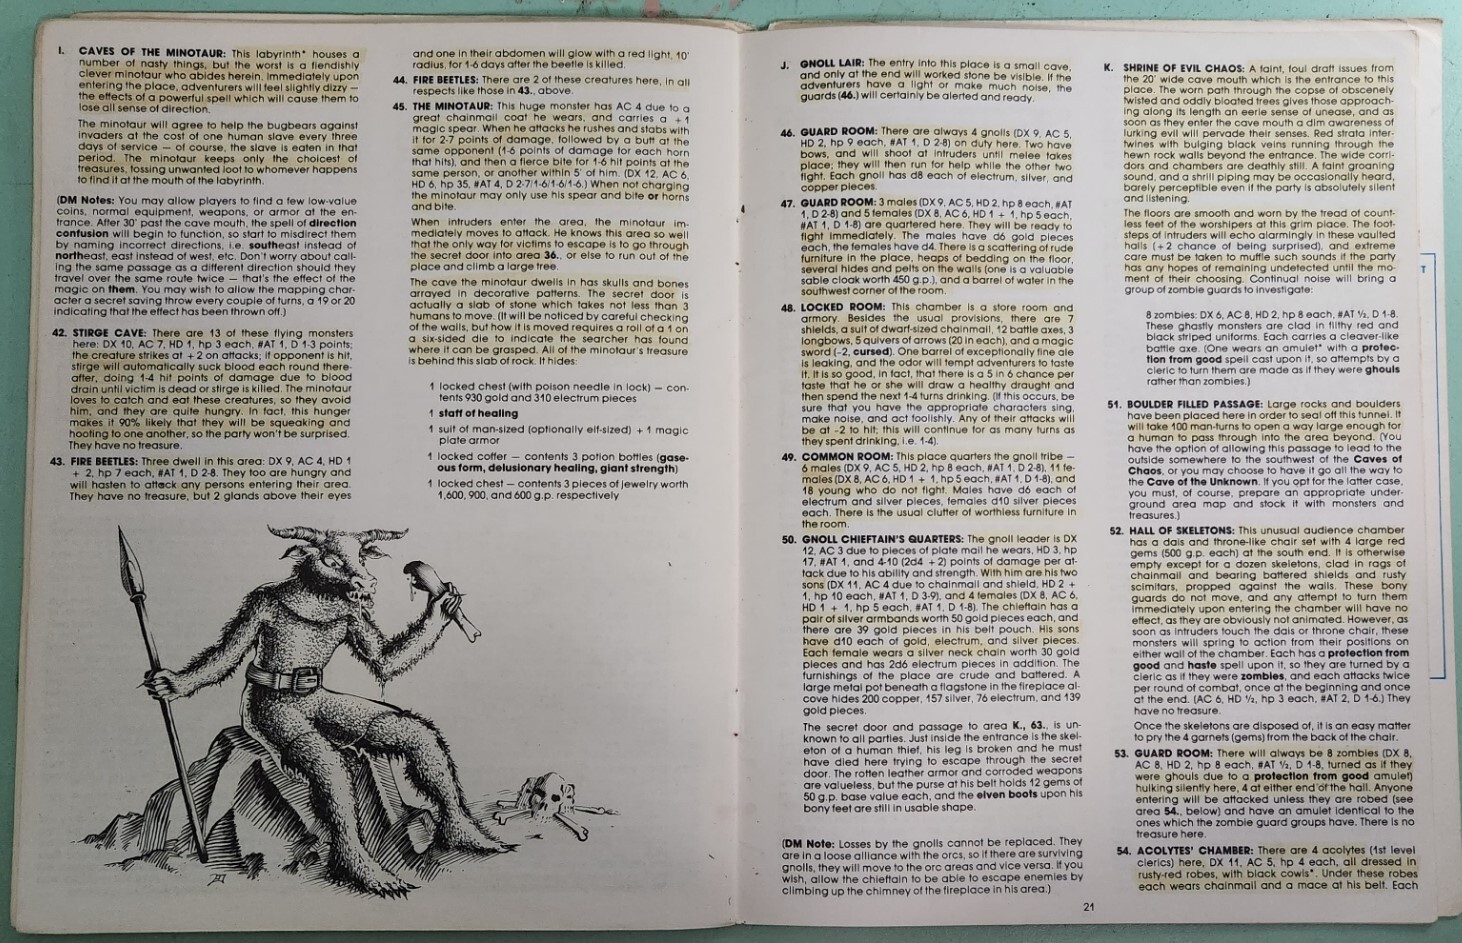 I. CAVES OF THE MINOTAUR: This labyrinth* houses a
number of nasty things, but the worst is a fiendishly
clever minotaur who abides herein. Immediately upon
entering the place, adventurers will feel slightly dizzy —
the effects of a powerful spell which will cause them to
lose all sense of direction.
The minotaur will agree to help the bugbears against
invaders at the cost of one human slave every three
days of service — of course, the slave is eaten in that
period. The minotaur keeps only the choicest of
treasures, tossing unwanted loot to whomever happens
to find it at the mouth of the labyrinth.
(DM Notes: You may allow players to find a few low-value
coins, normal equipment, weapons, or armor at the en-
trance. After 30' past the cave mouth, the spell of direction
confusion will begin to function, so start to misdirect them
by naming incorrect directions, i.e. southeast instead of
northeast, east instead of west, etc. Don't worry about call-
ing the same passage as a different direction should they
travel over the same route twice — that's the effect of the
magic on them. You may wish to allow the mapping char-
acter a secret saving throw every couple of turns, a 19 or 20
indicating that the effect has been thrown off.)
42. STIRGE CAVE: There are 13 of these flying monsters
here: DX 10, AC 7, HD 1, hp 3 each, #AT 1, D 1-3 points;
the creature strikes at +2 on attacks; if opponent is hit,
stirge will automatically suck blood each round there-
after, doing 1-4 hit points of damage due to blood
drain until victim is dead or stirge is killed. The minotaur
loves to catch and eat these creatures, so they avoid
him, and they are quite hungry. In fact, this hunger
makes it 90% likely that they will be squeaking and
hooting to one another, so the party won't be surprised.
They have no treasure.
43. FIRE BEETLES: Three dwell in this area: DX 9, AC 4, HD 1
+ 2, hp 7 each, #AT 1, D 2-8. They too are hungry and
will hasten to attack any persons entering their area.
They have no treasure, but 2 glands above their eyes
and one in their abdomen will glow with a red light, 10'
radius, for 1-6 days after the beetle is killed.
44. FIRE BEETLES: There are 2 of these creatures here, in all
respects like those in 43., above.
45. THE MINOTAUR: This huge monster has AC 4 due to a
great chainmail coat he wears, and carries a +1
magic spear. When he attacks he rushes and stabs with
it for 2-7 points of damage, followed by a butt at the
same opponent (1-6 points of damage for each horn
that hits), and then a fierce bite for 1-6 hit points at the
same person, or another within 5' of him. (DX 12, AC 6,
HD 6, hp 35, #AT 4, D 2-7/1-6/1-6/1-6.) When not charging
the minotaur may only use his spear and bite or horns
and bite.
When intruders enter the area, the minotaur im-
mediately moves to attack. He knows this area so well
that the only way for victims to escape is to go through
the secret door into area 36., or else to run out of the
place and climb a large tree.
The cave the minotaur dwells in has skulls and bones
arrayed in decorative patterns. The secret door is
actually a slab of stone which takes not less than 3
humans to move. (It will be noticed by careful checking
of the walls, but how it is moved requires a roll of a 1 on
a six-sided die to indicate the searcher has found
where it can be grasped. All of the minotaur's treasure
is behind this slab of rock. It hides:
1 locked chest (with poison needle in lock) — con-
tents 930 gold and 310 electrum pieces
1 staff of healing
1 suit of man-sized (optionally elf-sized) +1 magic
plate armor
1 locked coffer — contents 3 potion bottles (gase-
ous form, delusionary healing, giant strength)
1 locked chest — contents 3 pieces of jewelry worth
1,600, 900, and 600 g.p. respectively
J. GNOLL LAIR: The entry into this place is a small cave,
and only at the end will worked stone be visible. If the
adventurers have a light or make much noise, the
guards (46.) will certainly be alerted and ready.
46. GUARD ROOM: There are always 4 gnolls (DX 9, AC 5,
HD 2, hp 9 each, #AT 1, D 2-8) on duty here. Two have
bows, and will shoot at intruders until melee takes
place; they will then run for help while the other two
fight. Each gnoll has d8 each of electrum, silver, and
copper pieces.
47. GUARD ROOM: 3 males (DX 9, AC 5, HD 2, hp 8 each, #AT
1, D 2-8) and 5 females (DX 8, AC 6, HD 1 + 1, hp 5 each,
#AT 1, D 1-8) are quartered here. They will be ready to
fight immediately. The males have d6 gold pieces
each, the females have d4. There is a scattering of rude
furniture in the place, heaps of bedding on the floor,
several hides and pelts on the walls (one is a valuable
sable cloak worth 450 g.p.), and a barrel of water in the
southwest corner of the room.
48. LOCKED ROOM: This chamber is a store room and
armory. Besides the usual provisions, there are 7
shields, a suit of dwarf-sized chainmail, 12 battle axes, 3
longbows, 5 quivers of arrows (20 in each), and a magic
sword (-2, cursed). One barrel of exceptionally fine ale
is leaking, and the odor will tempt adventurers to taste
it. It is so good, in fact, that there is a 5 in 6 chance per
taste that he or she will draw a healthy draught and
then spend the next 1-4 turns drinking. (If this occurs, be
sure that you have the appropriate characters sing,
make noise, and act foolishly. Any of their attacks will
be at -2 to hit; this will continue for as many turns as
they spent drinking, i.e. 1-4).
49. COMMON ROOM: This place quarters the gnoll tribe —
6 males (DX 9, AC 5, HD 2, hp 8 each, #AT 1, D 2-8), 11 fe-
males (DX 8, AC 6, HD 1 + 1, hp 5 each, #AT 1, D 1-8), and
18 young who do not fight. Males have d6 each of
electrum and silver pieces, females d10 silver pieces
each. There is the usual clutter of worthless furniture in
the room.
50. GNOLL CHIEFTAIN'S QUARTERS: The gnoll leader is DX
12, AC 3 due to pieces of plate mail he wears, HD 3, hp
17, #AT 1, and 4-10 (2d4 + 2) points of damage per at-
tack due to his ability and strength. With him are his two
sons (DX 11, AC 4 due to chainmail and shield, HD 2 +
1, hp 10 each, #AT 1, D 3-9), and 4 females (DX 8, AC 6,
HD 1 + 1, hp 5 each, #AT 1, D 1-8). The chieftain has a
pair of silver armbands worth 50 gold pieces each, and
there are 39 gold pieces in his belt pouch. His sons
have d10 each of gold, electrum, and silver pieces.
Each female wears a silver neck chain worth 30 gold
pieces and has 2d6 electrum pieces in addition. The
furnishings of the place are crude and battered. A
large metal pot beneath a flagstone in the fireplace al-
cove hides 200 copper, 157 silver, 76 electrum, and 139
gold pieces.
The secret door and passage to area K., 63., is un-
known to all parties. Just inside the entrance is the skel-
eton of a human thief, his leg is broken and he must
have died here trying to escape through the secret
door. The rotten leather armor and corroded weapons
are valueless, but the purse at his belt holds 12 gems of
50 g.p. base value each, and the elven boots upon his
bony feet are still in usable shape.
(DM Note: Losses by the gnolls cannot be replaced. They
are in a loose alliance with the orcs, so if there are surviving
gnolls, they will move to the orc areas and vice versa. If you
wish, allow the chieftain to be able to escape enemies by
climbing up the chimney of the fireplace in his area.)
K. SHRINE OF EVIL CHAOS: A faint, foul draft issues from
the 20' wide cave mouth which is the entrance to this
place. The worn path through the copse of obscenely
twisted and oddly bloated trees gives those approach-
ing along its length an eerie sense of unease, and as
soon as they enter the cave mouth a dim awareness of
lurking evil will pervade their senses. Red strata inter-
twines with bulging black veins running through the
hewn rock walls beyond the entrance. The wide corri-
dors and chambers are deathly still. A faint groaning
sound, and a shrill piping may be occasionally heard,
barely perceptible even if the party is absolutely silent
and listening.
The floors are smooth and worn by the tread of count-
less feet of the worshipers at this grim place. The foot-
steps of intruders will echo alarmingly in these vaulted
halls (+2 chance of being surprised), and extreme
care must be taken to muffle such sounds if the party
has any hopes of remaining undetected until the mo-
ment of their choosing. Continual noise will bring a
group of zombie guards to investigate:
8 zombies: DX 6, AC 8, HD 2, hp 8 each, #AT ½, D 1-8.
These ghastly monsters are clad in filthy red and
black striped uniforms. Each carries a cleaver-like
battle axe. (One wears an amulet* with a protec-
tion from good spell cast upon it, so attempts by a
cleric to turn them are made as if they were ghouls
rather than zombies.)
51. BOULDER FILLED PASSAGE: Large rocks and boulders
have been placed here in order to seal off this tunnel. It
will take 100 man-turns to open a way large enough for
a human to pass through into the area beyond. (You
have the option of allowing this passage to lead to the
outside somewhere to the southwest of the Caves of
Chaos, or you may choose to have it go all the way to
the Cave of the Unknown. If you opt for the latter case,
you must, of course, prepare an appropriate under-
ground area map and stock it with monsters and
treasures.)
52. HALL OF SKELETONS: This unusual audience chamber
has a dais and throne-like chair set with 4 large red
gems (500 g.p. each) at the south end. It is otherwise
empty except for a dozen skeletons, clad in rags of
chainmail and bearing battered shields and rusty
scimitars, propped against the walls. These bony
guards do not move, and any attempt to turn them
immediately upon entering the chamber will have no
effect, as they are obviously not animated. However, as
soon as intruders touch the dais or throne chair, these
monsters will spring to action from their positions on
either wall of the chamber. Each has a protection from
good and haste spell upon it, so they are turned by a
cleric as if they were zombies, and each attacks twice
per round of combat, once at the beginning and once
at the end. (AC 6, HD ½, hp 3 each, #AT 2, D 1-6.) They
have no treasure.
Once the skeletons are disposed of, it is an easy matter
to pry the 4 garnets (gems) from the back of the chair.
53. GUARD ROOM: There will always be 8 zombies (DX 8,
AC 8, HD 2, hp 8 each, #AT ½, D 1-8, turned as if they
were ghouls due to a protection from good amulet)
hulking silently here, 4 at either end of the hall. Anyone
entering will be attacked unless they are robed (see
area 54., below) and have an amulet identical to the
ones which the zombie guard groups have. There is no
treasure here.
54. ACOLYTES' CHAMBER: There are 4 acolytes (1st level
clerics) here, DX 11, AC 5, hp 4 each, all dressed in
rusty-red robes, with black cowls*. Under these robes
each wears chainmail and a mace at his belt. Each
21
T